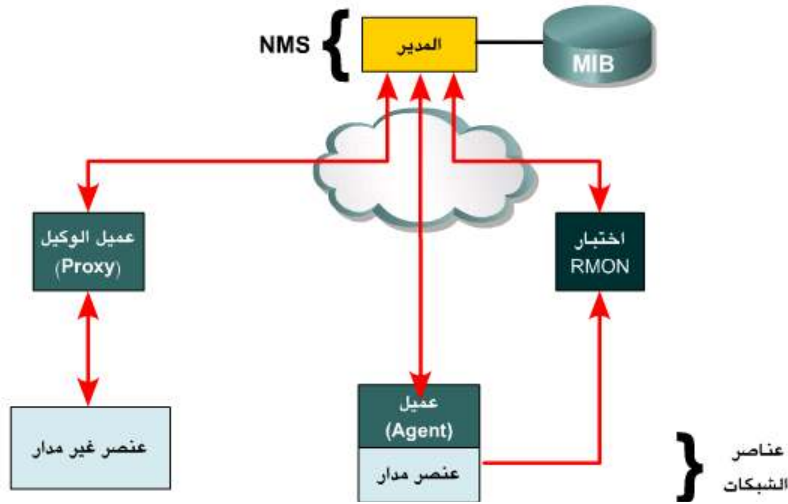 NMS
المدير
MIB
عميل الوكيل
(Proxy)
اختبار
RMON
عميل
(Agent)
عنصر مدار
عنصر غير مدار
عناصر
الشبكات